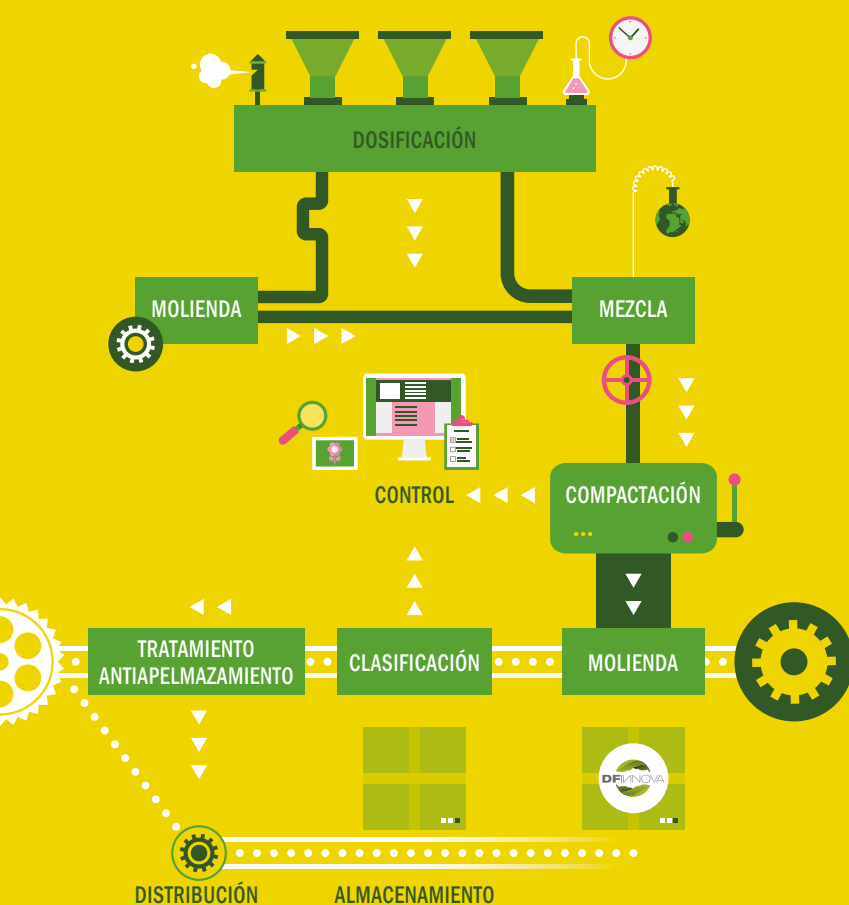 DOSIFICACIÓN
MOLIENDA
MEZCLA
CONTROL
COMPACTACIÓN
TRATAMIENTO
ANTIAPELMAZAMIENTO
CLASIFICACIÓN
MOLIENDA
DFINNOVA
DISTRIBUCIÓN
ALMACENAMIENTO